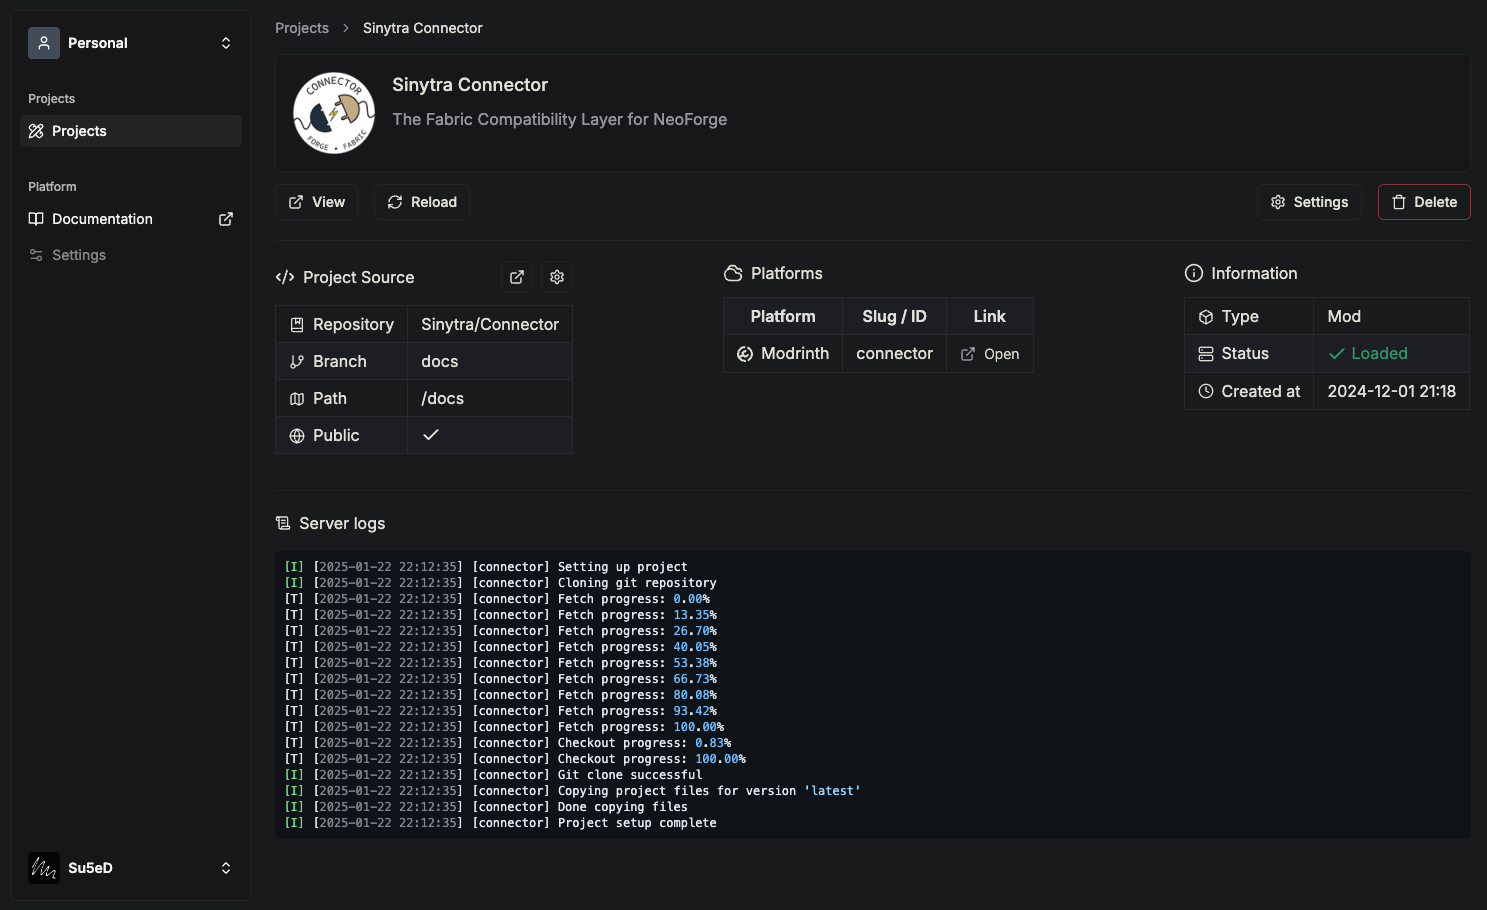 Personal
Projects
Projects
Platform
Documentation
Settings
Su5eD
Projects > Sinytra Connector
CONNECTOR
FORGE • FABRIC
Sinytra Connector
The Fabric Compatibility Layer for NeoForge
View
Reload
Settings
Delete
Project Source
Repository Sinytra/Connector
Branch docs
Path /docs
Public ✓
Platforms
Platform Slug / ID Link
Modrinth connector Open
Information
Type Mod
Status ✓ Loaded
Created at 2024-12-01 21:18
Server logs
[I] [2025-01-22 22:12:35] [connector] Setting up project
[I] [2025-01-22 22:12:35] [connector] Cloning git repository
[T] [2025-01-22 22:12:35] [connector] Fetch progress: 0.00%
[T] [2025-01-22 22:12:35] [connector] Fetch progress: 13.35%
[T] [2025-01-22 22:12:35] [connector] Fetch progress: 26.70%
[T] [2025-01-22 22:12:35] [connector] Fetch progress: 40.05%
[T] [2025-01-22 22:12:35] [connector] Fetch progress: 53.38%
[T] [2025-01-22 22:12:35] [connector] Fetch progress: 66.73%
[T] [2025-01-22 22:12:35] [connector] Fetch progress: 80.08%
[T] [2025-01-22 22:12:35] [connector] Fetch progress: 93.42%
[T] [2025-01-22 22:12:35] [connector] Fetch progress: 100.00%
[T] [2025-01-22 22:12:35] [connector] Checkout progress: 0.83%
[T] [2025-01-22 22:12:35] [connector] Checkout progress: 100.00%
[I] [2025-01-22 22:12:35] [connector] Git clone successful
[I] [2025-01-22 22:12:35] [connector] Copying project files for version 'latest'
[I] [2025-01-22 22:12:35] [connector] Done copying files
[I] [2025-01-22 22:12:35] [connector] Project setup complete